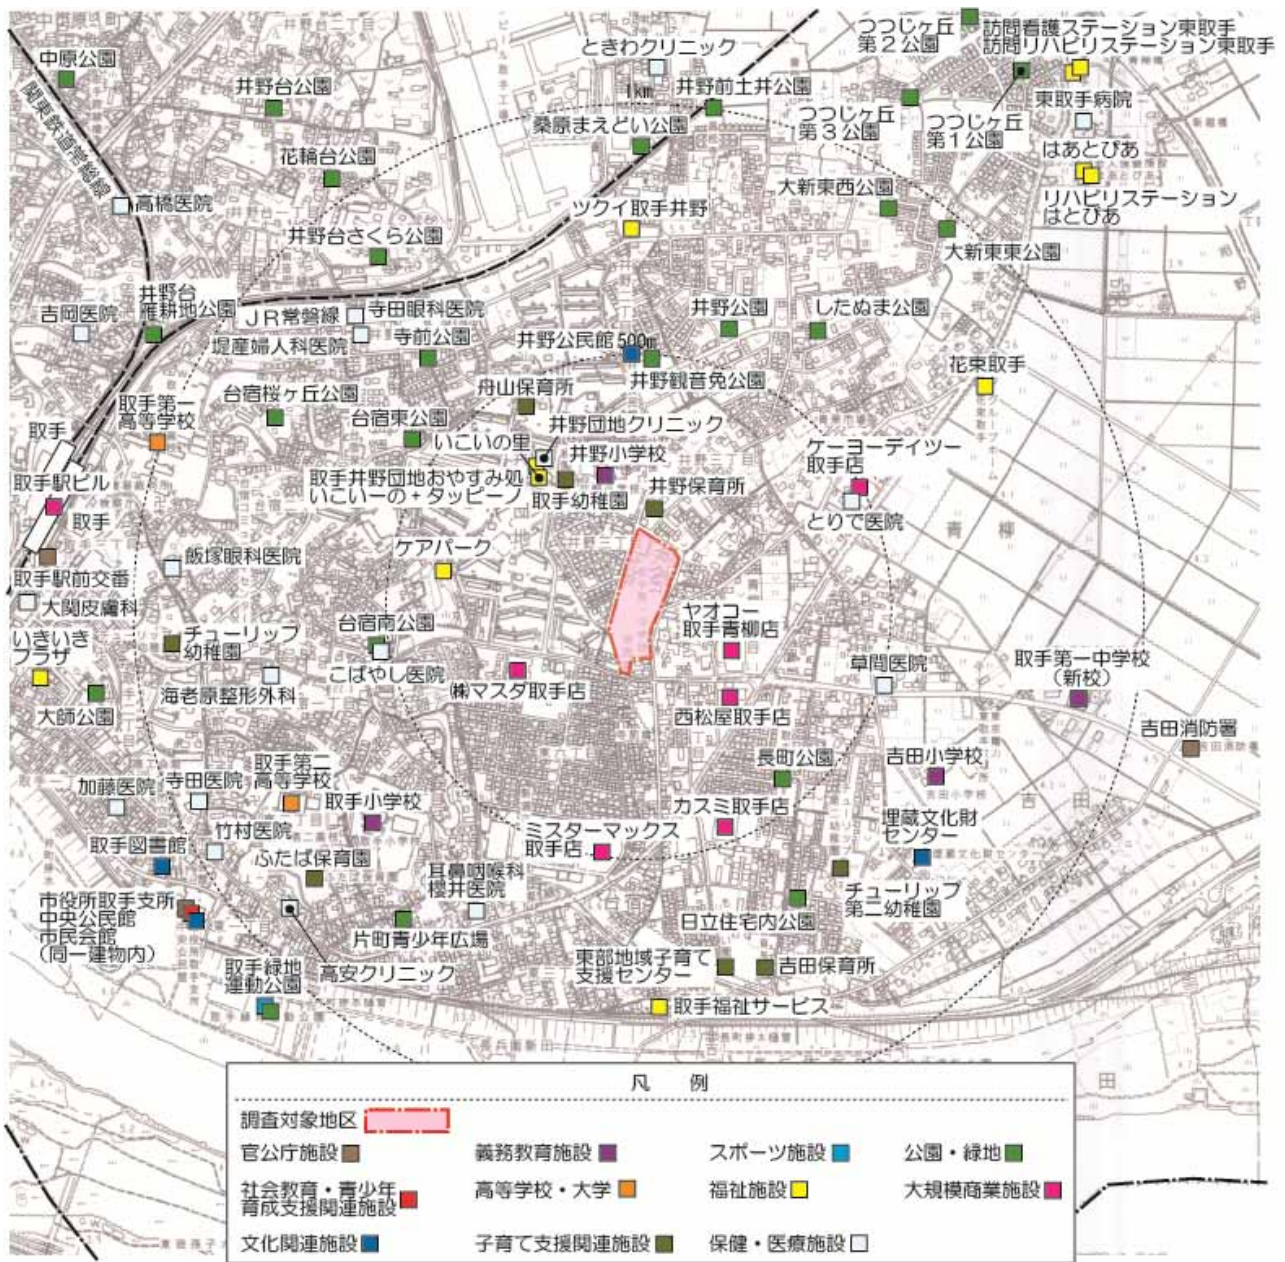 つつじヶ丘
第2公園
訪問看護ステーション東取手
訪問リハビリステーション東取手
ときわクリニック
中原公園
関東鉄道常総線
井野台公園
1km
井野前土井公園
つつじヶ丘
第3公園
つつじヶ丘
第1公園
東取手病院
桑原まえどい公園
はあとぴあ
花輪台公園
大新東西公園
リハビリステーション
はとぴあ
高橋医院
ツクイ取手井野
井野台さくら公園
大新東東公園
吉岡医院
井野台
雁耕地公園
JR常磐線
寺田眼科医院
堤産婦人科医院
寺前公園
井野公民館
500m
井野公園
したぬま公園
井野観音免公園
花束取手
舟山保育所
取手第一
高等学校
台宿桜ヶ丘公園
台宿東公園
井野団地クリニック
いこいの里
井野小学校
ケーヨーデイツー
取手店
取手
取手駅ビル
取手
取手井野団地おやすみ処
いこいーの+タッピーノ
取手幼稚園
井野保育所
とりで医院
青柳
飯塚眼科医院
ケアパーク
取手駅前交番
大関皮膚科
いきいき
プラザ
チューリップ
幼稚園
台宿南公園
ヤオコー
取手青柳店
こばやし医院
草間医院
取手第一中学校
(新校)
海老原整形外科
㈱マスダ取手店
大師公園
西松屋取手店
吉田消防署
吉田消防署
加藤医院
寺田医院
取手第二
高等学校
長町公園
吉田小学校
吉田小学校
吉田
取手小学校
カスミ取手店
竹村医院
ミスターマックス
取手店
埋蔵文化財
センター
取手図書館
ふたば保育園
耳鼻咽喉科
櫻井医院
チューリップ
第二幼稚園
市役所取手支所
中央公民館
市民会館
(同一建物内)
片町青少年広場
日立住宅内公園
取手緑地
運動公園
高安クリニック
東部地域子育て
支援センター
吉田保育所
取手福祉サービス
田
凡 例
調査対象地区
官公庁施設
義務教育施設
スポーツ施設
公園・緑地
社会教育・青少年
育成支援関連施設
高等学校・大学
福祉施設
大規模商業施設
文化関連施設
子育て支援関連施設
保健・医療施設